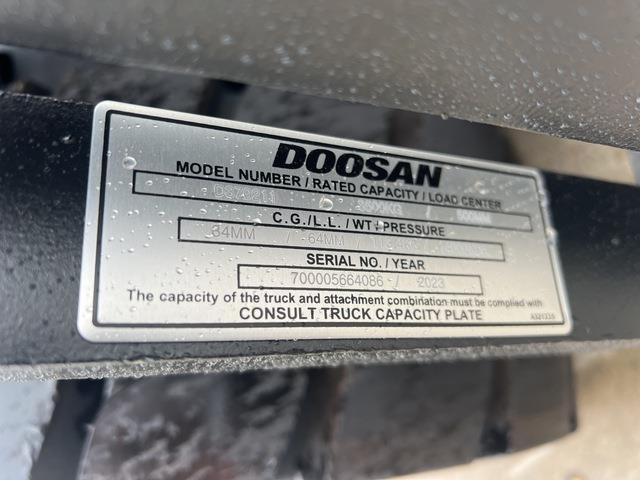 DOOSAN
MODEL NUMBER / RATED CAPACITY / LOAD CENTER
/ /
C.G./L.L. / WT / PRESSURE
34MM / 64MM /
SERIAL NO. / YEAR
700005664086 / 2023
The capacity of the truck and attachment combination must be complied with
CONSULT TRUCK CAPACITY PLATE